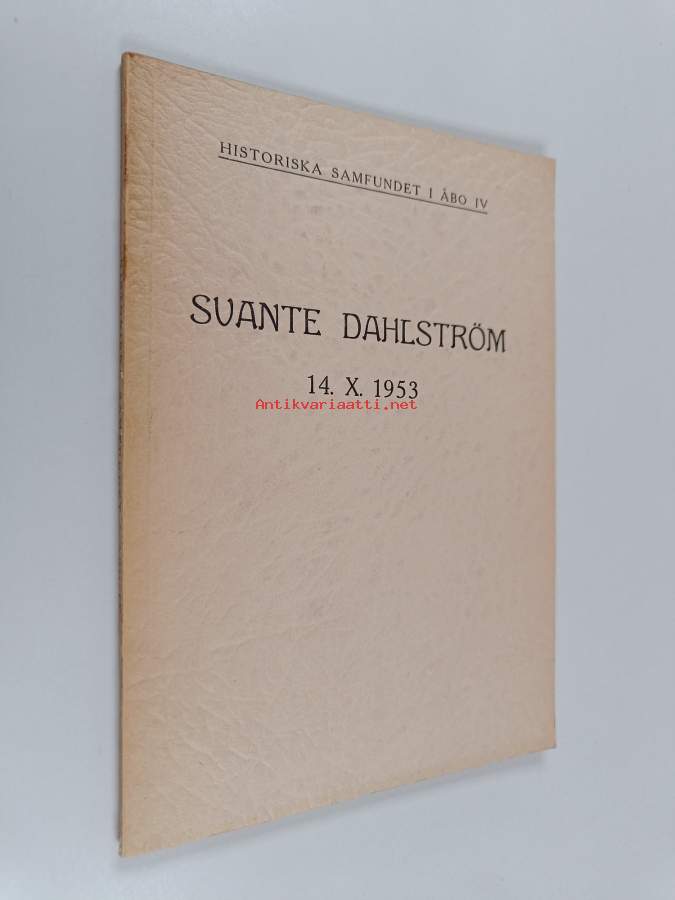 HISTORISKA SAMFUNDET I ÅBO IV
SVANTE DAHLSTRÖM
14. X. 1953
Antikvariaatti.net